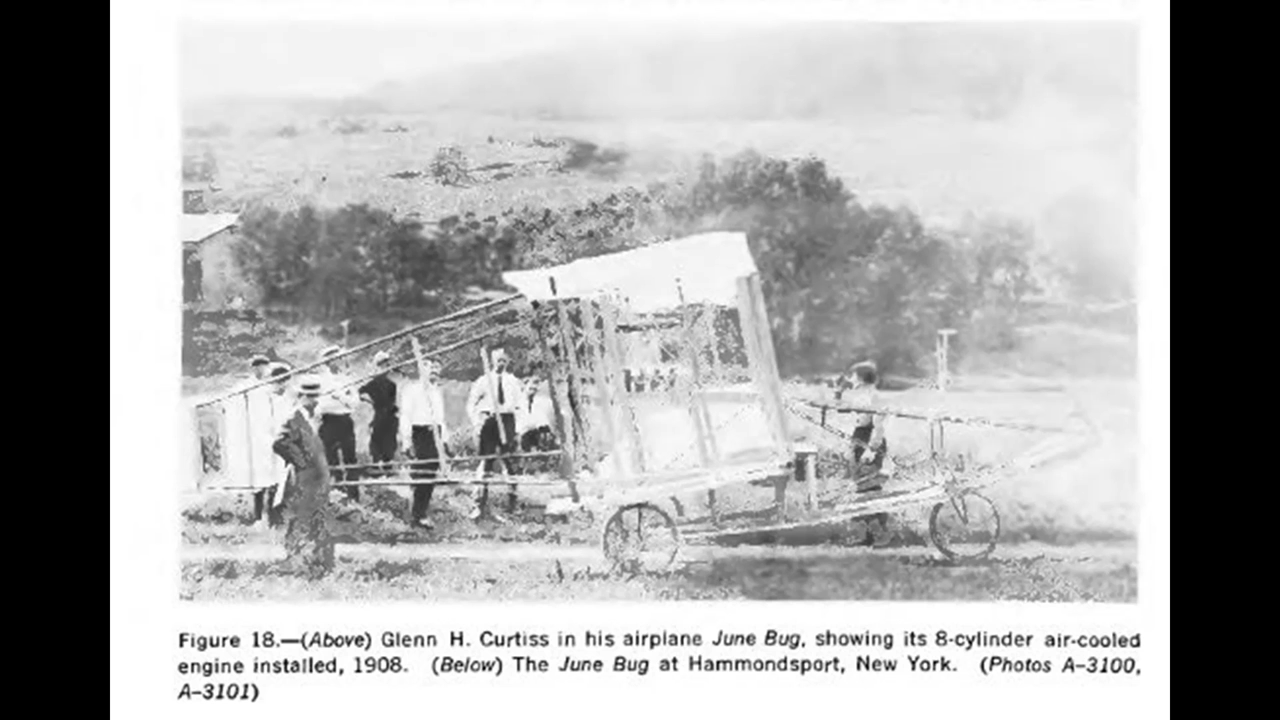 Figure 18.—(Above) Glenn H. Curtiss in his airplane June Bug, showing its 8-cylinder air-cooled
engine installed, 1908. (Below) The June Bug at Hammondsport, New York. (Photos A-3100,
A-3101)